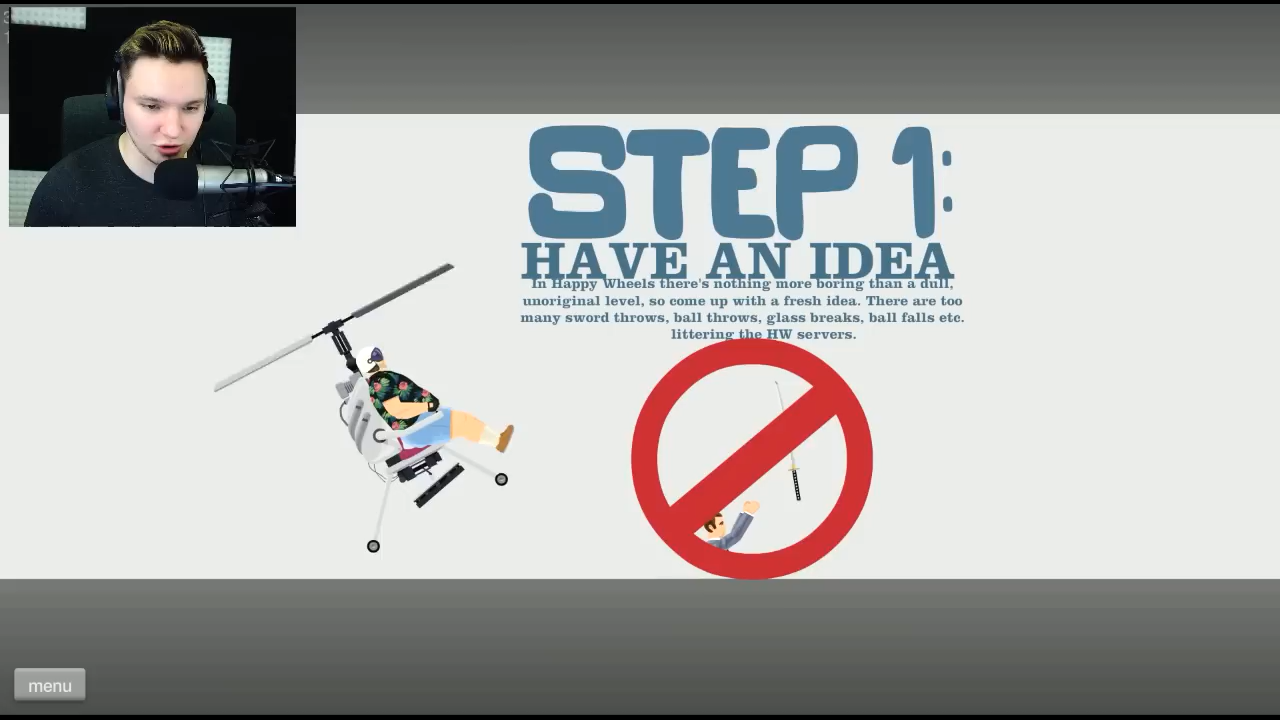 STEP 1:
HAVE AN IDEA
In Happy Wheels there's nothing more boring than a dull,
unoriginal level, so come up with a fresh idea. There are too
many sword throws, ball throws, glass breaks, ball falls etc.
littering the HW servers.
menu